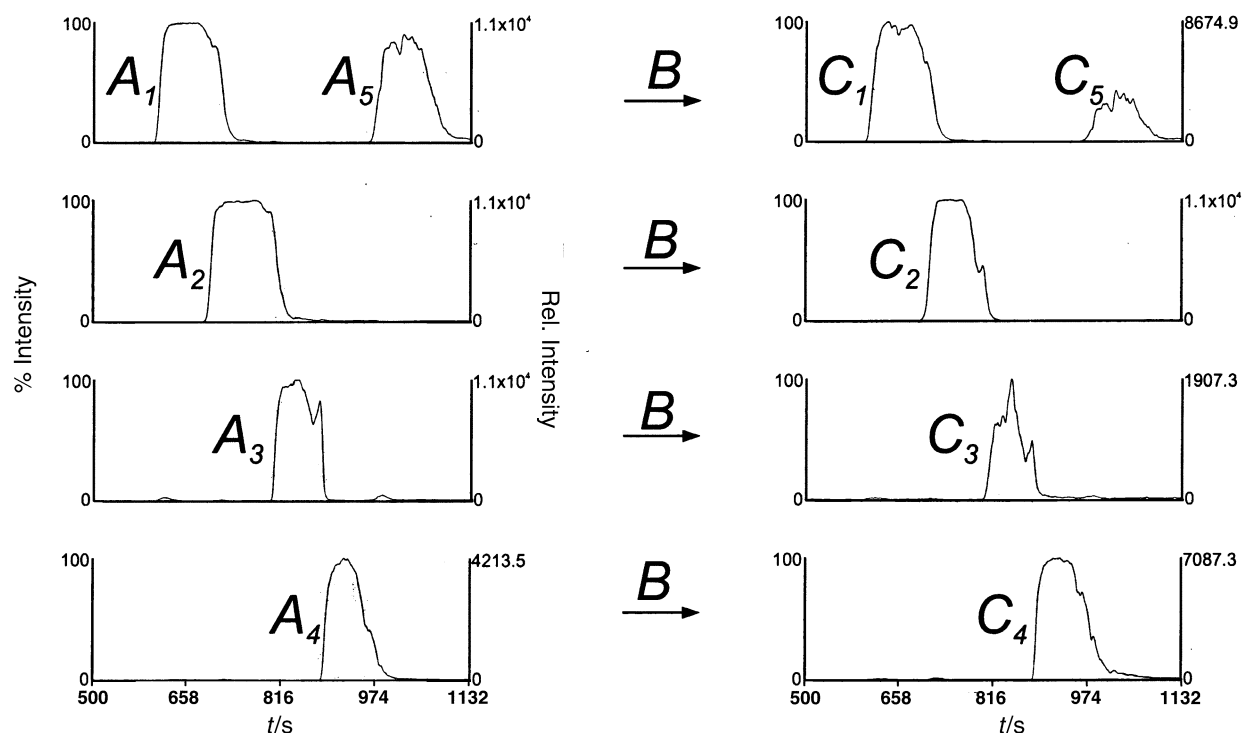 100 1.1x10⁴ 100 8674.9
A₁ A₅ B C₁ C₅
0 0 0 0
100 1.1x10⁴ 100 1.1x10⁴
A₂ B C₂
0 0 0 0
% Intensity
Rel. Intensity
100 1.1x10⁴ 100 1907.3
A₃ B C₃
0 0 0 0
100 4213.5 100 7087.3
A₄ B C₄
0 0 0 0
500 658 816 974 1132 500 658 816 974 1132
t/s t/s